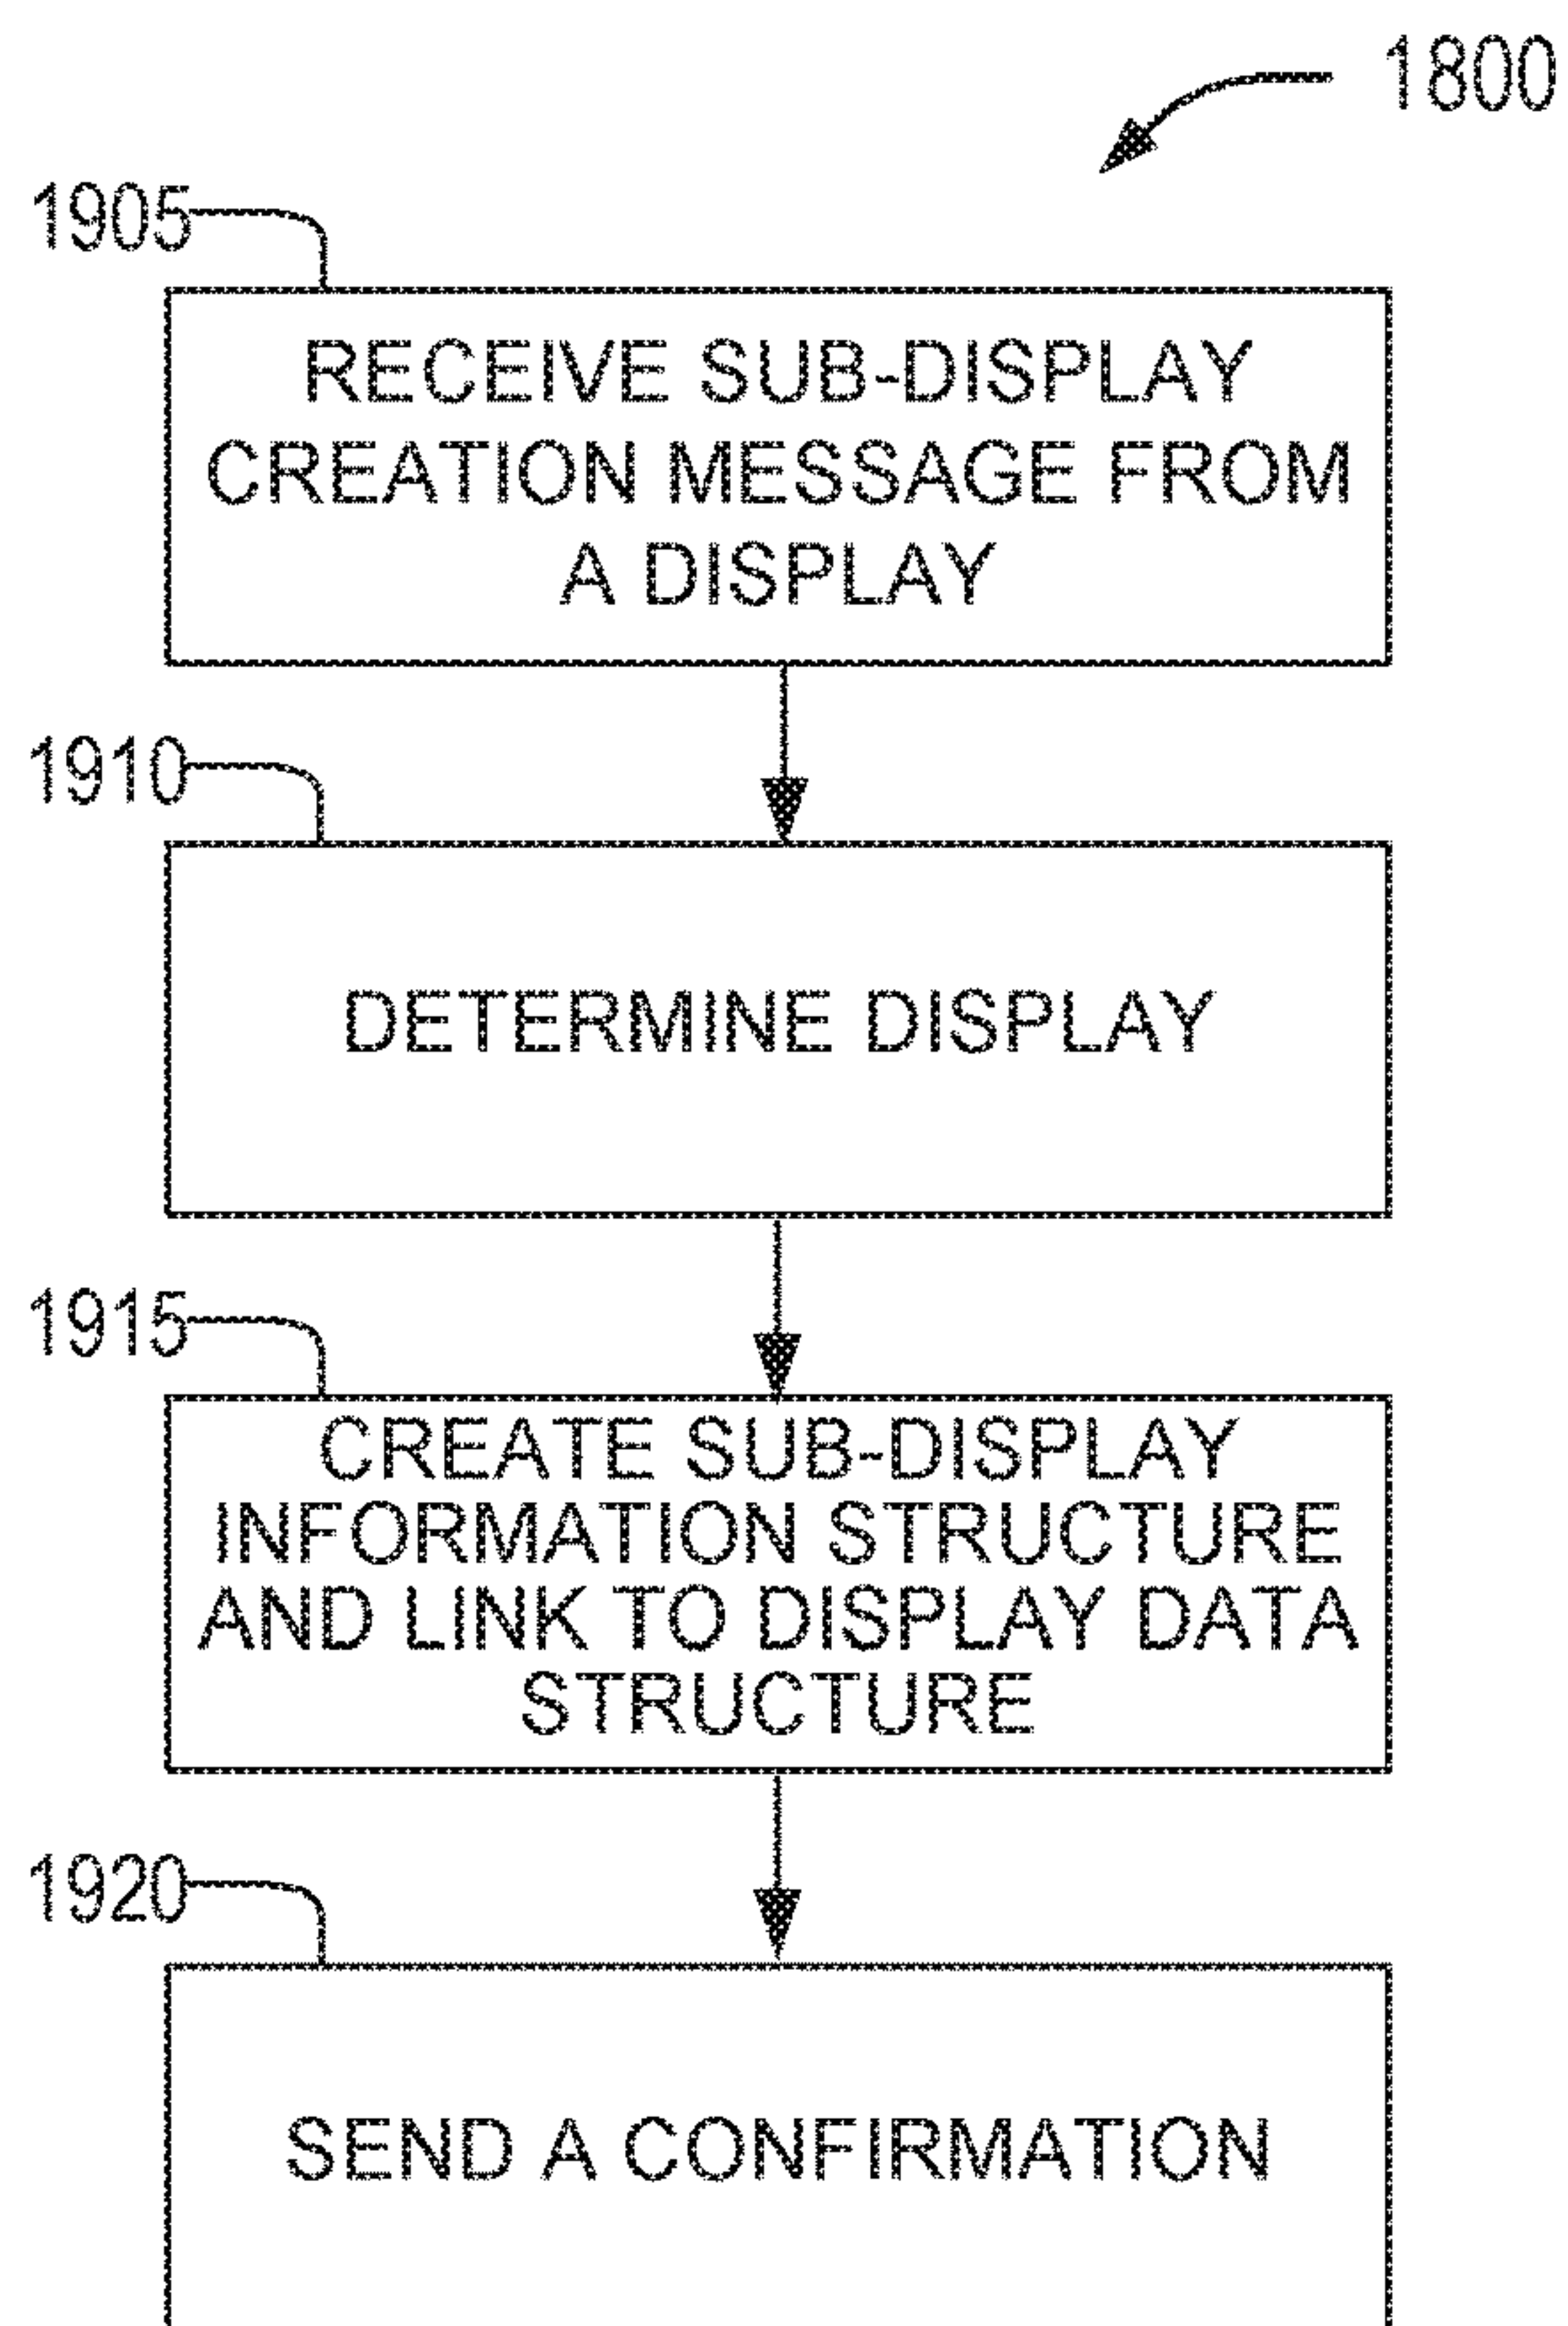 1800
1905
RECEIVE SUB-DISPLAY
CREATION MESSAGE FROM
A DISPLAY
1910
DETERMINE DISPLAY
1915
CREATE SUB-DISPLAY
INFORMATION STRUCTURE
AND LINK TO DISPLAY DATA
STRUCTURE
1920
SEND A CONFIRMATION